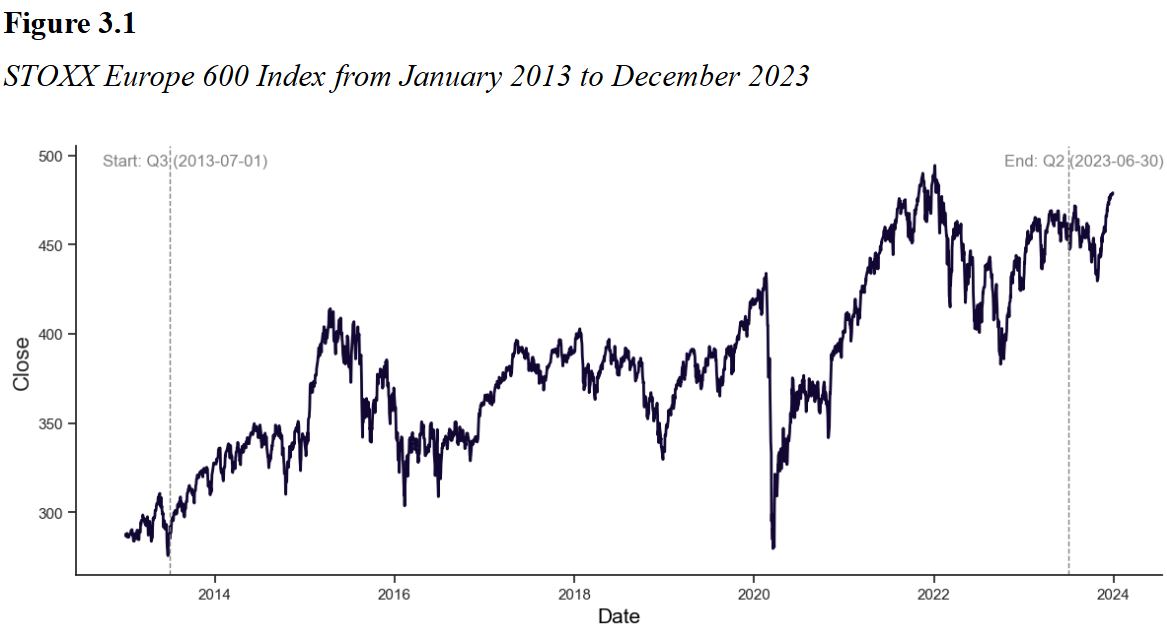 Figure 3.1
STOXX Europe 600 Index from January 2013 to December 2023
Start: Q3 (2013-07-01)
End: Q2 (2023-06-30)
500
450
400
350
300
Close
2014
2016
2018
2020
2022
2024
Date